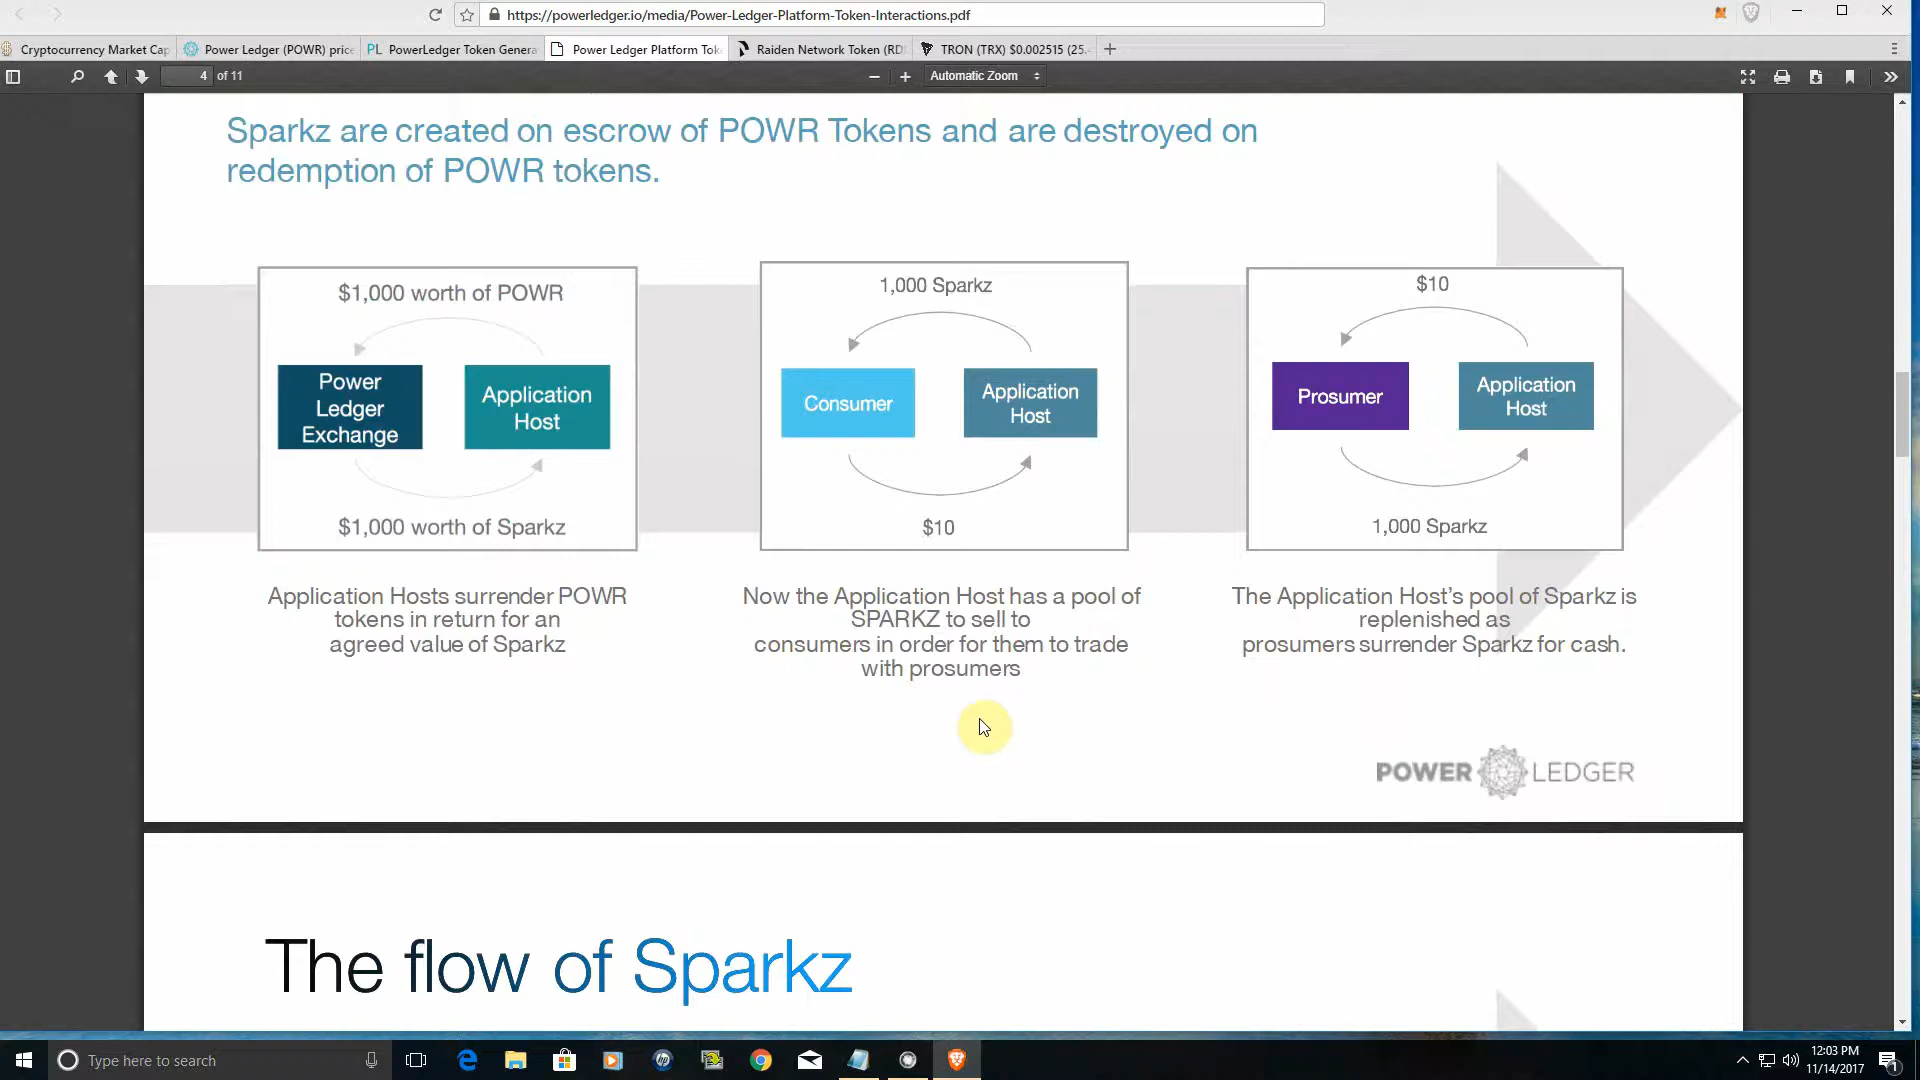 https://powerledger.io/media/Power-Ledger-Platform-Token-Interactions.pdf
Cryptocurrency Market Cap
Power Ledger (POWR) price
PL PowerLedger Token Genera
Power Ledger Platform Tok
Raiden Network Token (RD
TRON (TRX) $0.002515 (25.
4 of 11
Automatic Zoom
Sparkz are created on escrow of POWR Tokens and are destroyed on
redemption of POWR tokens.
$1,000 worth of POWR
Power
Ledger
Exchange
Application
Host
$1,000 worth of Sparkz
Application Hosts surrender POWR
tokens in return for an
agreed value of Sparkz
1,000 Sparkz
Consumer
Application
Host
$10
Now the Application Host has a pool of
SPARKZ to sell to
consumers in order for them to trade
with prosumers
$10
Prosumer
Application
Host
1,000 Sparkz
The Application Host's pool of Sparkz is
replenished as
prosumers surrender Sparkz for cash.
POWER LEDGER
The flow of Sparkz
Type here to search
12:03 PM
11/14/2017
1